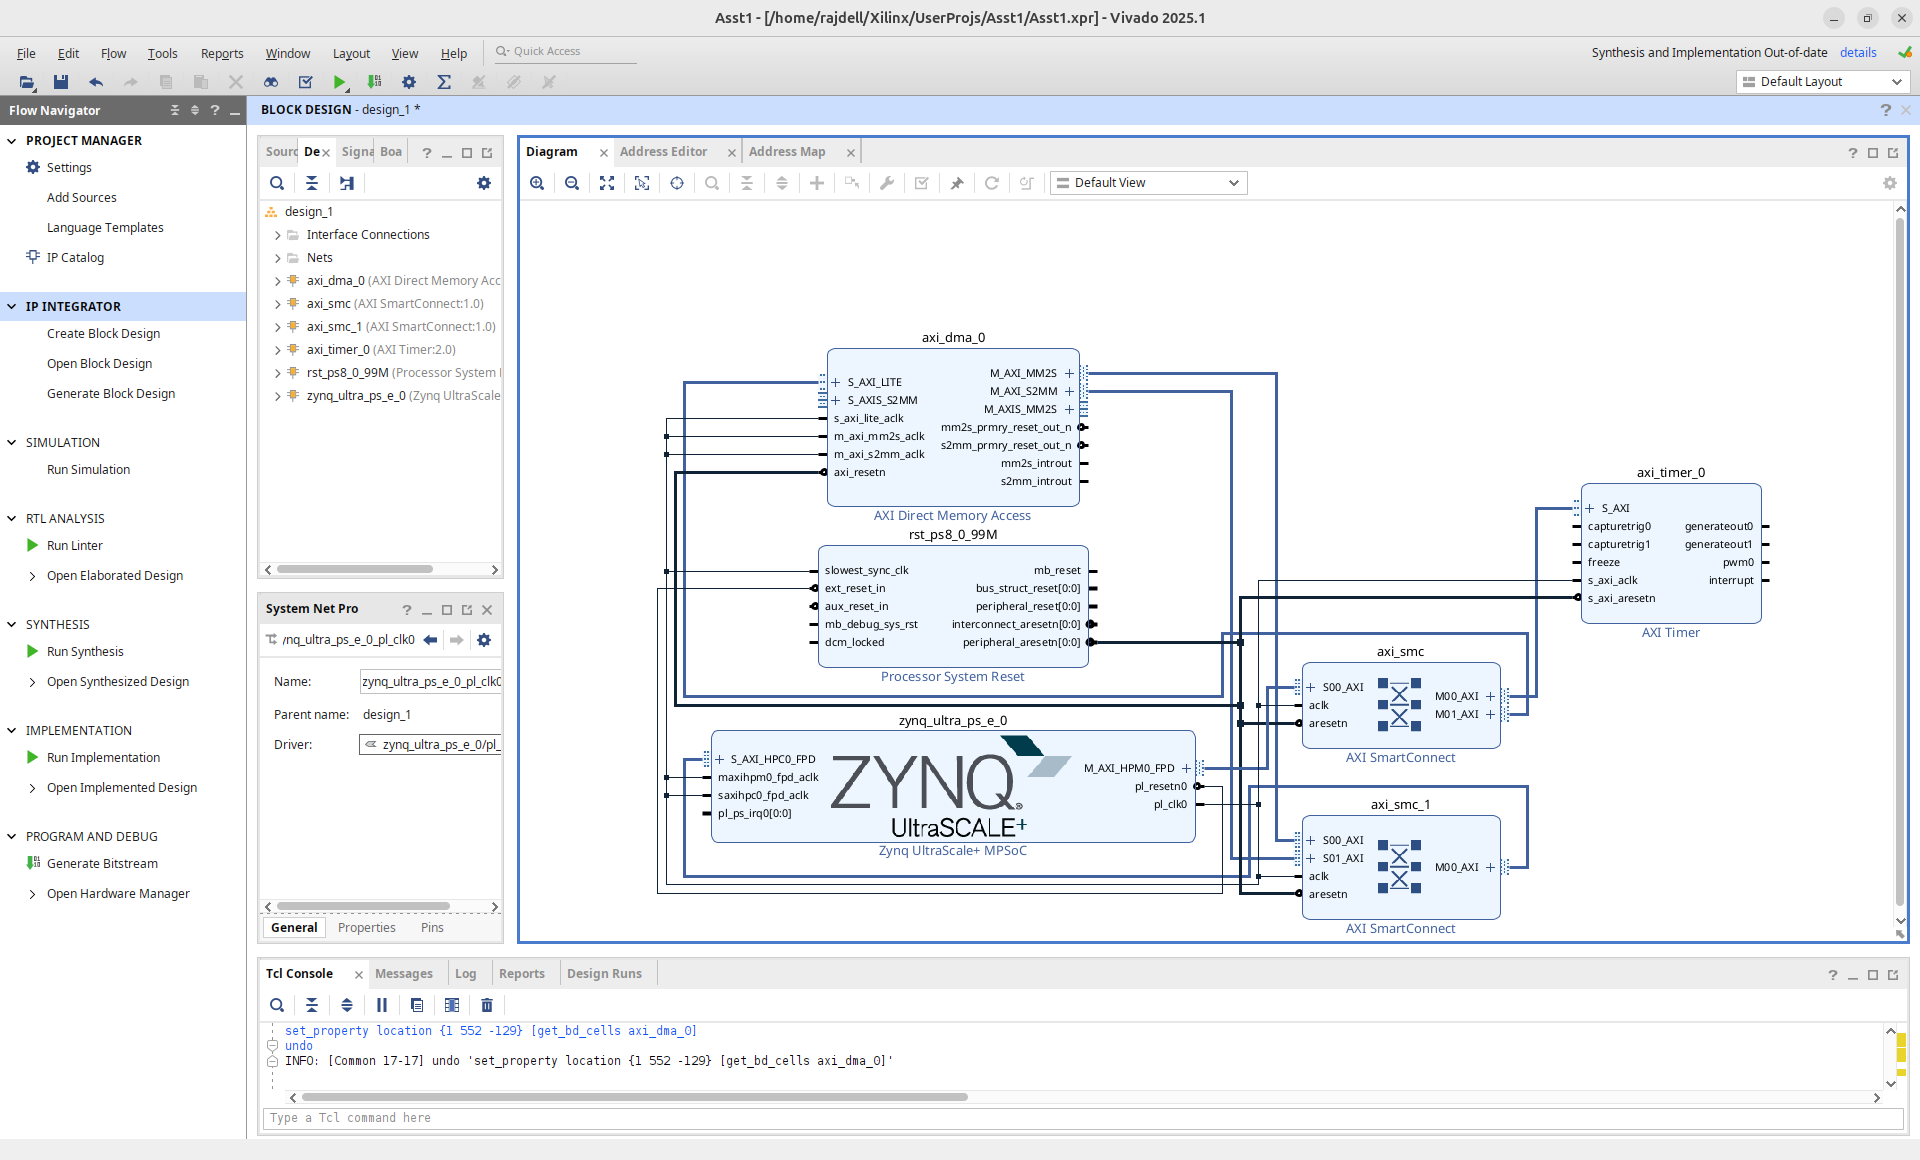 Asst1 - [/home/rajdell/Xilinx/UserProjs/Asst1/Asst1.xpr] - Vivado 2025.1
File Edit Flow Tools Reports Window Layout View Help Quick Access
Synthesis and Implementation Out-of-date details
Default Layout
Flow Navigator
PROJECT MANAGER
Settings
Add Sources
Language Templates
IP Catalog
IP INTEGRATOR
Create Block Design
Open Block Design
Generate Block Design
SIMULATION
Run Simulation
RTL ANALYSIS
Run Linter
Open Elaborated Design
SYNTHESIS
Run Synthesis
Open Synthesized Design
IMPLEMENTATION
Run Implementation
Open Implemented Design
PROGRAM AND DEBUG
Generate Bitstream
Open Hardware Manager
BLOCK DESIGN - design_1 *
Sourc De Signa Boa
design_1
Interface Connections
Nets
axi_dma_0 (AXI Direct Memory Acc
axi_smc (AXI SmartConnect:1.0)
axi_smc_1 (AXI SmartConnect:1.0)
axi_timer_0 (AXI Timer:2.0)
rst_ps8_0_99M (Processor System
zynq_ultra_ps_e_0 (Zynq UltraScale
System Net Pro
nq_ultra_ps_e_0_pl_clk0
Name: zynq_ultra_ps_e_0_pl_clk0
Parent name: design_1
Driver: zynq_ultra_ps_e_0/pl_
General Properties Pins
Diagram Address Editor Address Map
Default View
axi_dma_0
S_AXI_LITE
S_AXIS_S2MM
s_axi_lite_aclk
m_axi_mm2s_aclk
m_axi_s2mm_aclk
axi_resetn
M_AXI_MM2S
M_AXI_S2MM
M_AXIS_MM2S
mm2s_prmry_reset_out_n
s2mm_prmry_reset_out_n
mm2s_introut
s2mm_introut
AXI Direct Memory Access
rst_ps8_0_99M
slowest_sync_clk
ext_reset_in
aux_reset_in
mb_debug_sys_rst
dcm_locked
mb_reset
bus_struct_reset[0:0]
peripheral_reset[0:0]
interconnect_aresetn[0:0]
peripheral_aresetn[0:0]
Processor System Reset
zynq_ultra_ps_e_0
S_AXI_HPC0_FPD
maxihpm0_fpd_aclk
saxihpc0_fpd_aclk
pl_ps_irq0[0:0]
ZYNQ
UltraSCALE+
M_AXI_HPM0_FPD
pl_resetn0
pl_clk0
Zynq UltraScale+ MPSoC
axi_timer_0
S_AXI
capturetrig0
capturetrig1
freeze
s_axi_aclk
s_axi_aresetn
generateout0
generateout1
pwm0
interrupt
AXI Timer
axi_smc
S00_AXI
aclk
aresetn
M00_AXI
M01_AXI
AXI SmartConnect
axi_smc_1
S00_AXI
S01_AXI
aclk
aresetn
M00_AXI
AXI SmartConnect
Tcl Console Messages Log Reports Design Runs
set_property location {1 552 -129} [get_bd_cells axi_dma_0]
undo
INFO: [Common 17-17] undo 'set_property location {1 552 -129} [get_bd_cells axi_dma_0]'
Type a Tcl command here